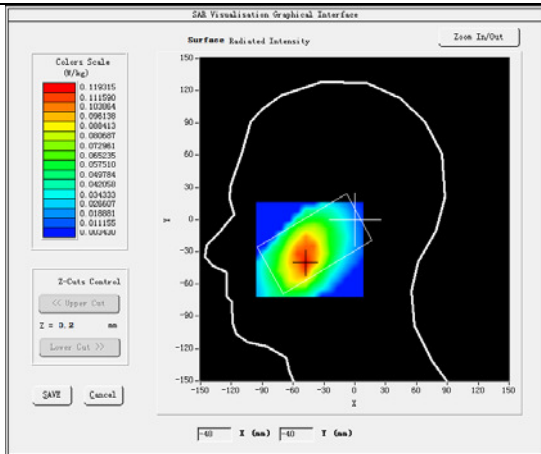 SAR Visualisation Graphical Interface
Surface Radiated Intensity
Zoom In/Out
Colors Scale
(W/kg)
0.119315
0.111590
0.103864
0.096138
0.088413
0.080687
0.072961
0.065235
0.057510
0.049784
0.042058
0.034333
0.026607
0.018881
0.011155
0.003430
150
120
90
60
30
0
-30
-60
-90
-120
-150
Y
-150 -120 -90 -60 -30 0 30 60 90 120 150
X
Z-Cuts Control
<< Upper Cut
Z = 0.2 mm
Lower Cut >>
SAVE Cancel
-40 X (mm) -40 Y (mm)